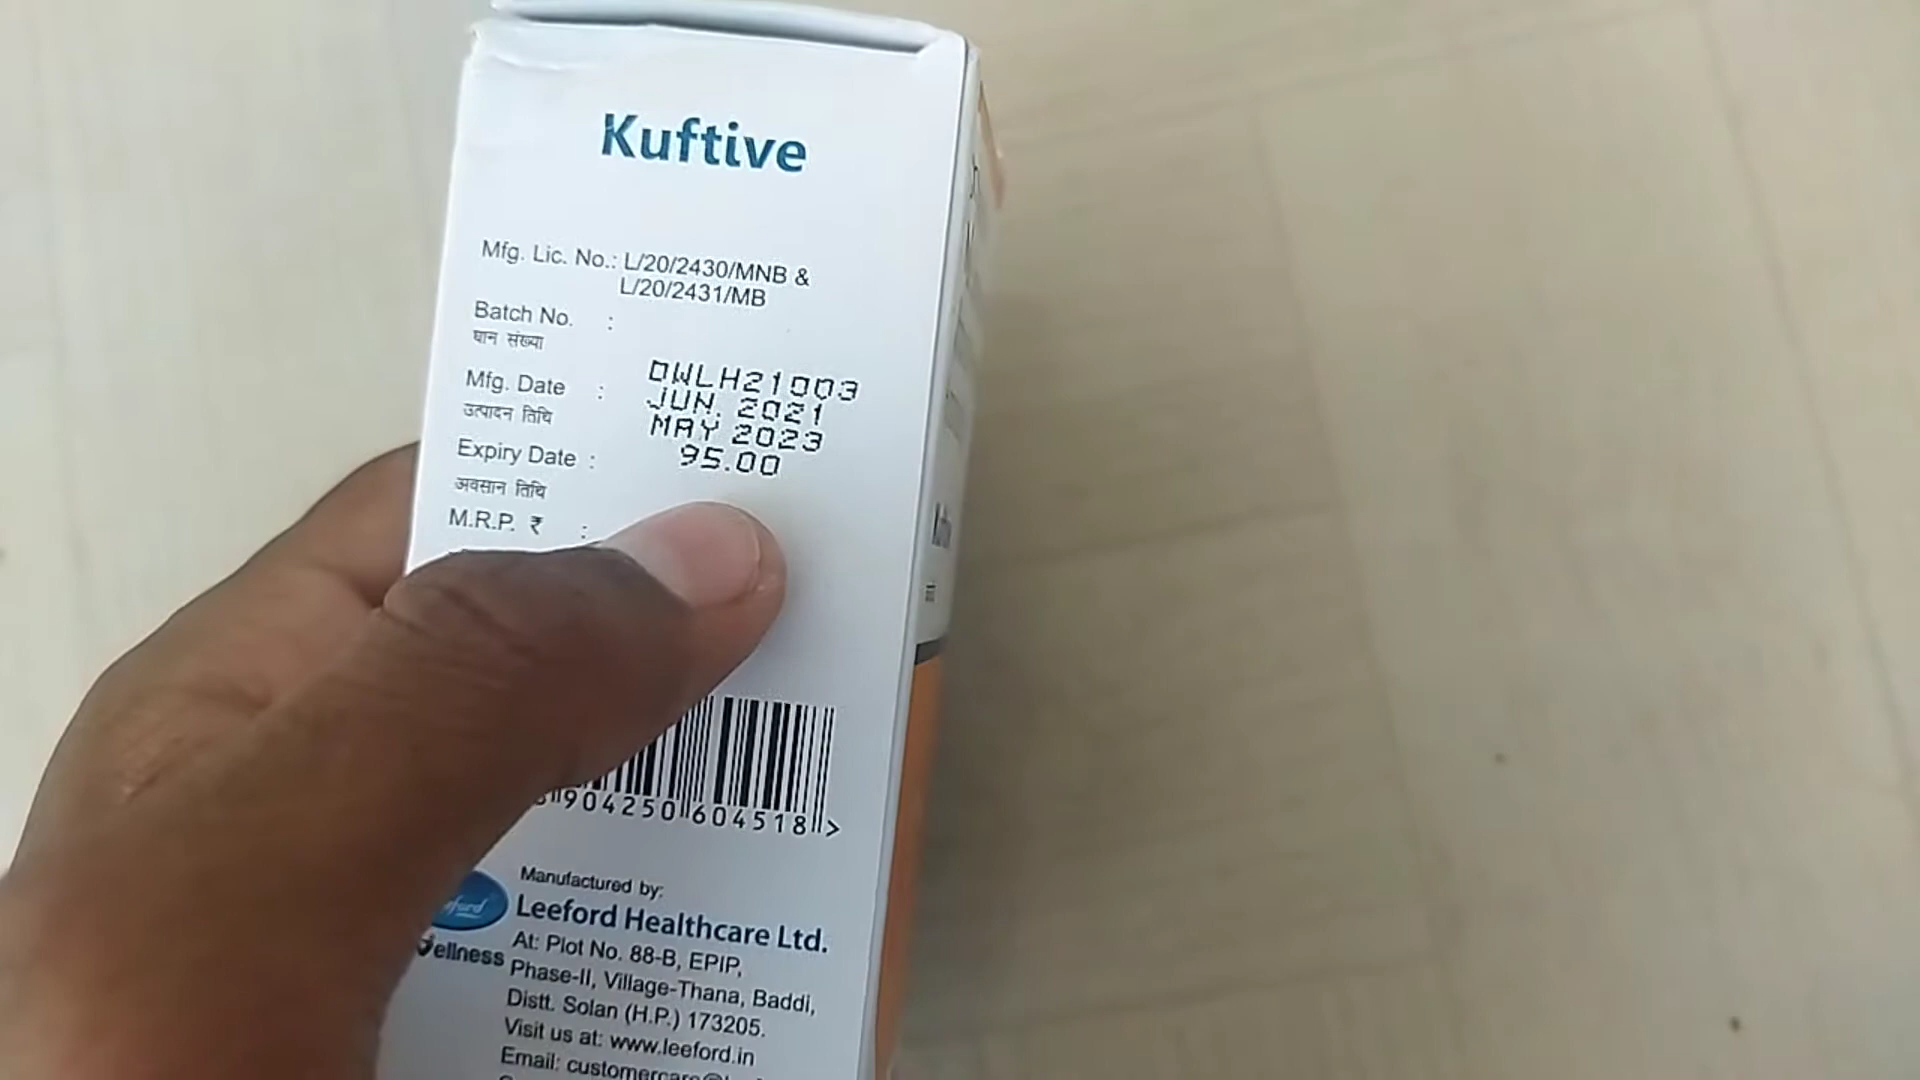 Kuftive
Mfg. Lic. No.: L/20/2430/MNB &
L/20/2431/MB
Batch No. :
घान संख्या
DWLH21003
Mfg. Date :
JUN. 2021
उत्पादन तिथि
MAY 2023
Expiry Date :
95.00
अवसान तिथि
M.R.P. ₹ :
904250 604518 >
Manufactured by:
Leeford Healthcare Ltd.
At: Plot No. 88-B, EPIP,
Wellness
Phase-II, Village-Thana, Baddi,
Distt. Solan (H.P.) 173205.
Visit us at: www.leeford.in
Email: